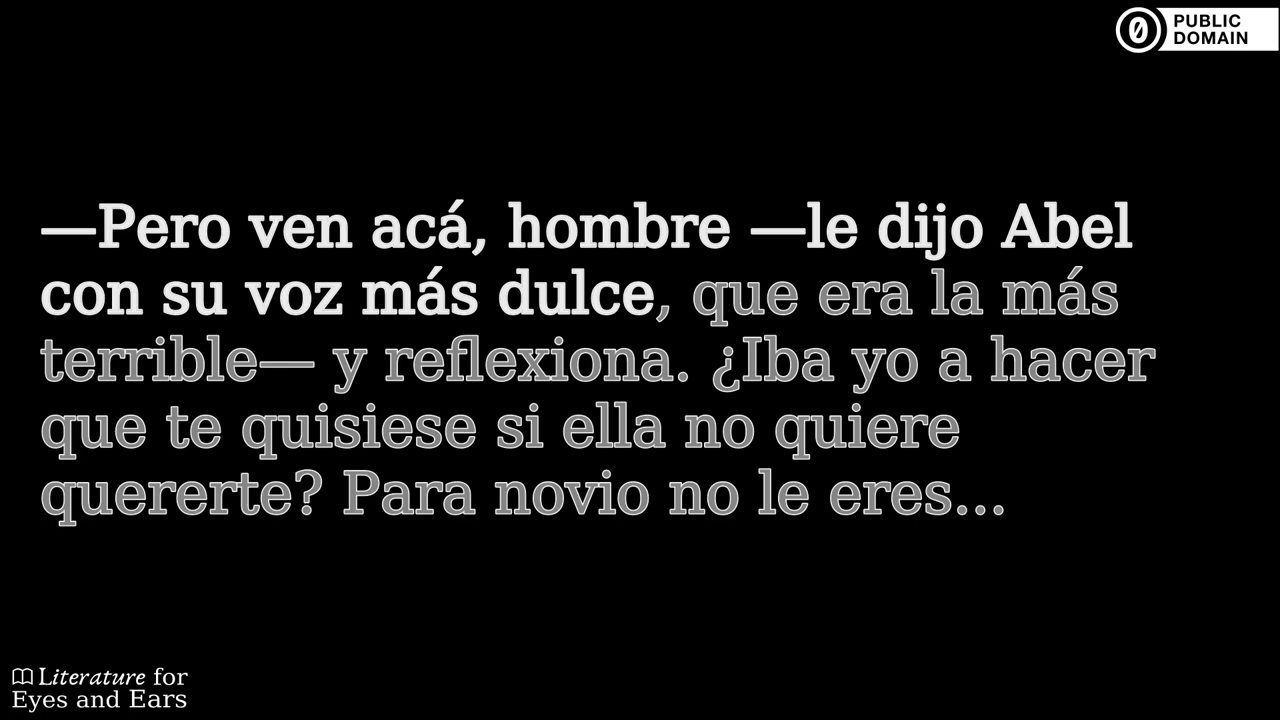 PUBLIC
DOMAIN
—Pero ven acá, hombre —le dijo Abel
con su voz más dulce, que era la más
terrible— y reflexiona. ¿Iba yo a hacer
que te quisiese si ella no quiere
quererte? Para novio no le eres...
Literature for
Eyes and Ears